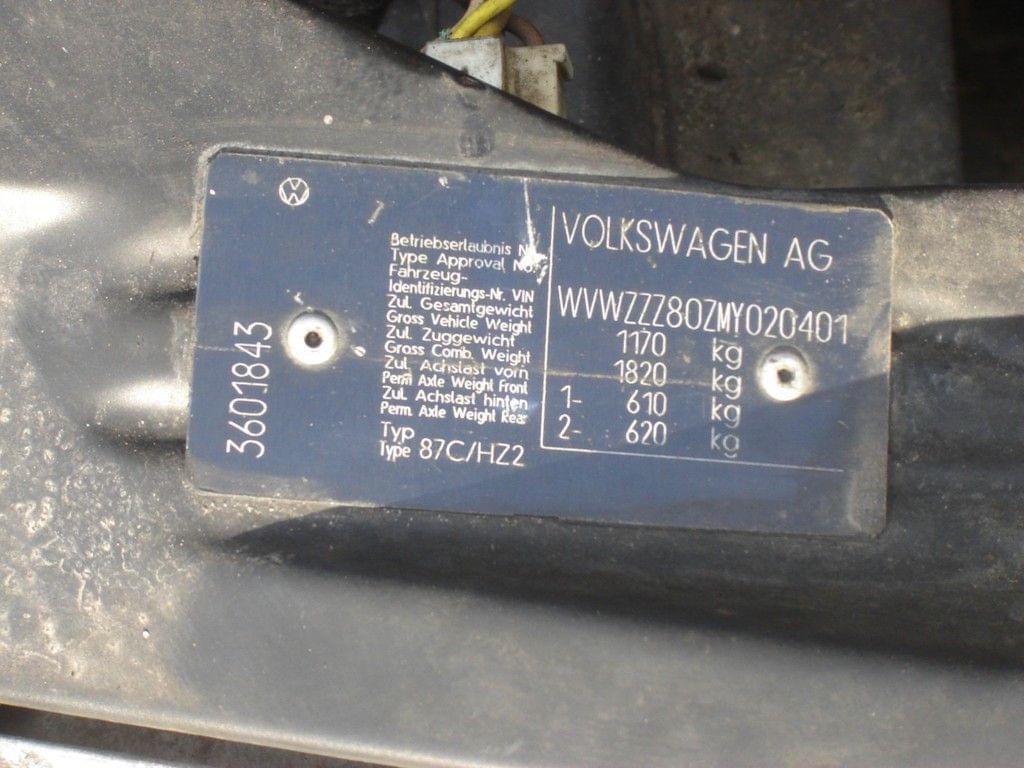 VOLKSWAGEN AG
Betriebserlaubnis
Type Approval No.
Fahrzeug-
Identifizierungs-Nr. VIN
WVWZZZ80ZMY020401
Zul. Gesamtgewicht
Gross Vehicle Weight
1170 kg
Zul. Zuggewicht
Gross Comb. Weight
1820 kg
Zul. Achslast vorn
Perm Axle Weight Front
1- 610 kg
Zul. Achslast hinten
Perm. Axle Weight Rear
2- 620 kg
Typ
Type 87C/HZ2
3601843